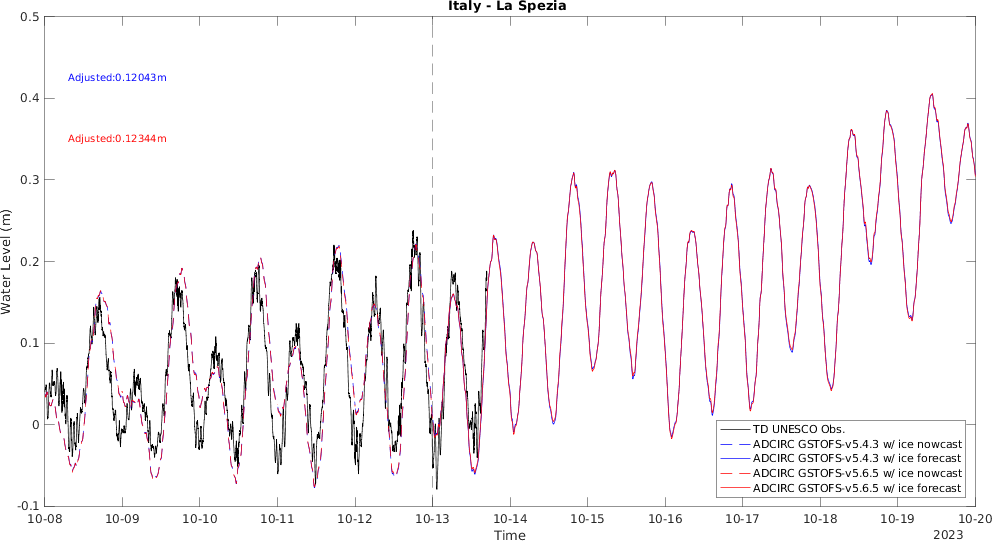 Italy - La Spezia
0.5
0.4
0.3
0.2
0.1
0
-0.1
Water Level (m)
Adjusted:0.12043m
Adjusted:0.12344m
TD UNESCO Obs.
ADCIRC GSTOFS-v5.4.3 w/ ice nowcast
ADCIRC GSTOFS-v5.4.3 w/ ice forecast
ADCIRC GSTOFS-v5.6.5 w/ ice nowcast
ADCIRC GSTOFS-v5.6.5 w/ ice forecast
10-08 10-09 10-10 10-11 10-12 10-13 10-14 10-15 10-16 10-17 10-18 10-19 10-20
Time
2023